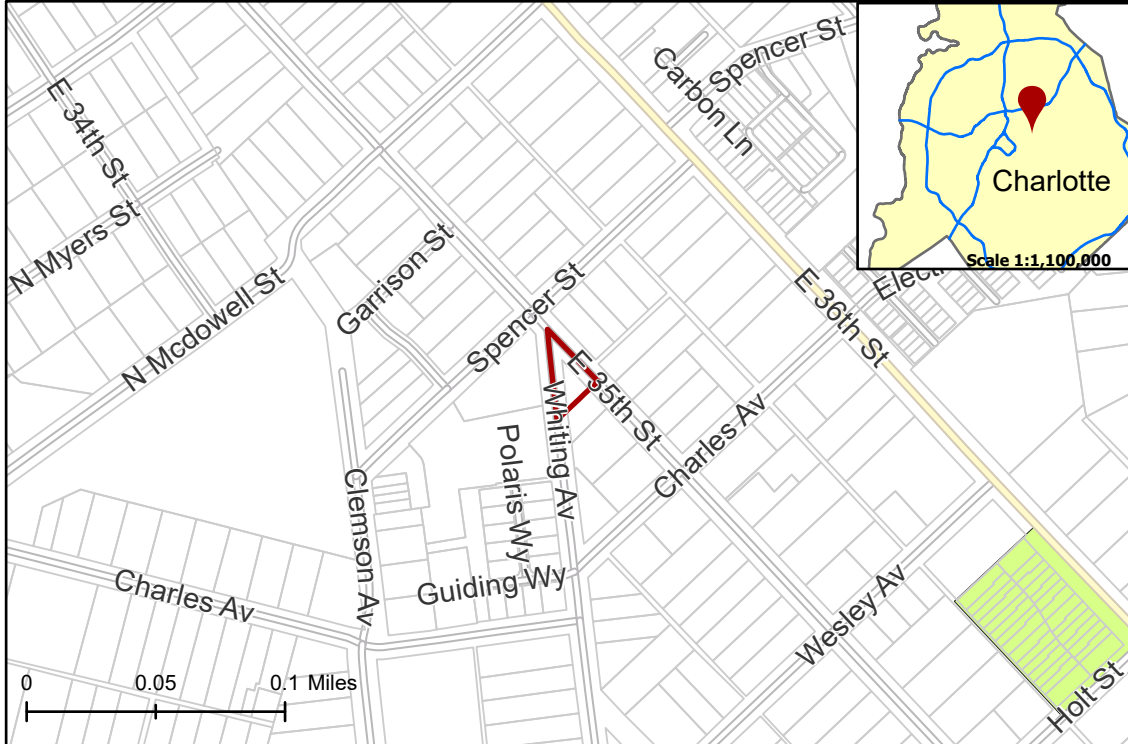 Spencer St
Carbon Ln
E 34th St
Charlotte
Scale 1:1,100,000
N Myers St
Garrison St
E 36th St
N Mcdowell St
Spencer St
E 35th St
Whiting Av
Charles Av
Polaris Wy
Clemson Av
Guiding Wy
Charles Av
Wesley Av
Holt St
0 0.05 0.1 Miles